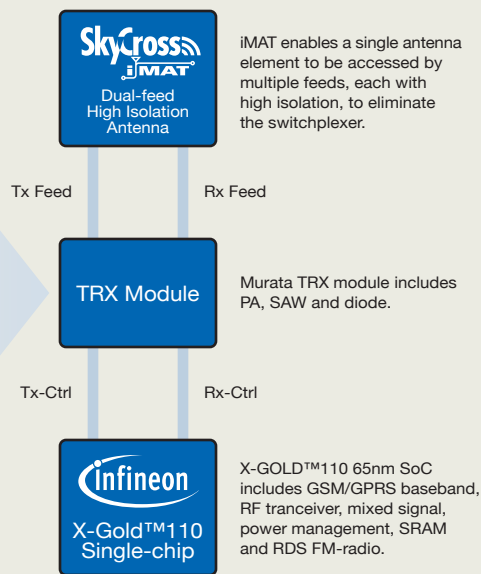 SkyCross
iMAT
Dual-feed
High Isolation
Antenna
iMAT enables a single antenna
element to be accessed by
multiple feeds, each with
high isolation, to eliminate
the switchplexer.
Tx Feed
Rx Feed
TRX Module
Murata TRX module includes
PA, SAW and diode.
Tx-Ctrl
Rx-Ctrl
infineon
X-Gold™110
Single-chip
X-GOLD™110 65nm SoC
includes GSM/GPRS baseband,
RF tranceiver, mixed signal,
power management, SRAM
and RDS FM-radio.